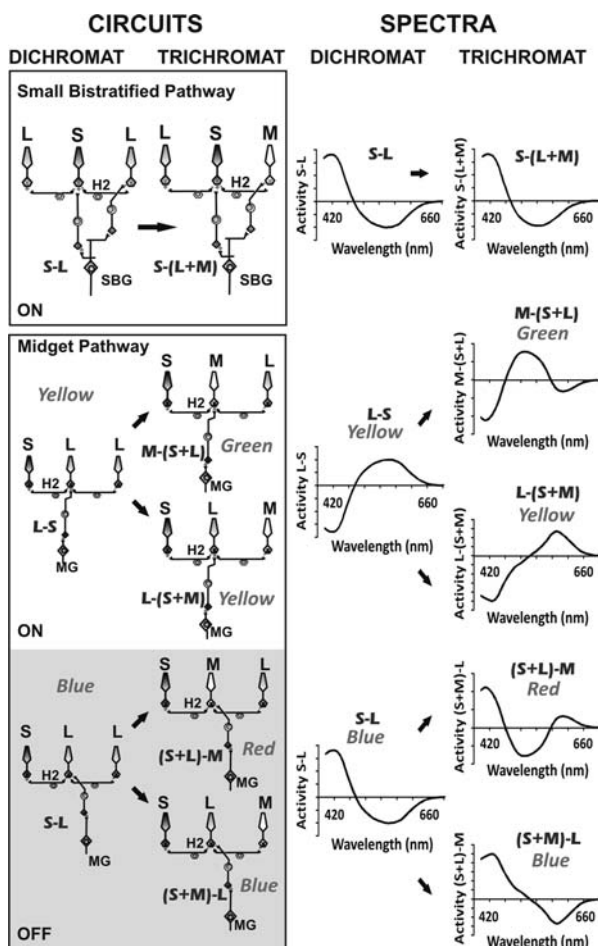 CIRCUITS
DICHROMAT TRICHROMAT
Small Bistratified Pathway
L S L L S M
H2 H2
S-L S-(L+M)
SBG SBG
ON
Midget Pathway
Yellow
S M L
H2
S L L
H2
M-(S+L) Green
MG
L-S
MG
S L M
H2
L-(S+M) Yellow
MG
ON
Blue
S M L
H2
S L L
H2
(S+L)-M Red
MG
S-L
MG
S L M
H2
(S+M)-L Blue
MG
OFF
SPECTRA
DICHROMAT TRICHROMAT
S-L
Activity S-L
420 660
Wavelength (nm)
S-(L+M)
Activity S-(L+M)
420 660
Wavelength (nm)
L-S
Yellow
Activity L-S
420 660
Wavelength (nm)
M-(S+L)
Green
Activity M-(S+L)
420 660
Wavelength (nm)
L-(S+M)
Yellow
Activity L-(S+M)
420 660
Wavelength (nm)
S-L
Blue
Activity S-L
420 660
Wavelength (nm)
(S+L)-M
Red
Activity (S+M)-L
420 660
Wavelength (nm)
(S+M)-L
Blue
Activity (S+L)-M
420 660
Wavelength (nm)